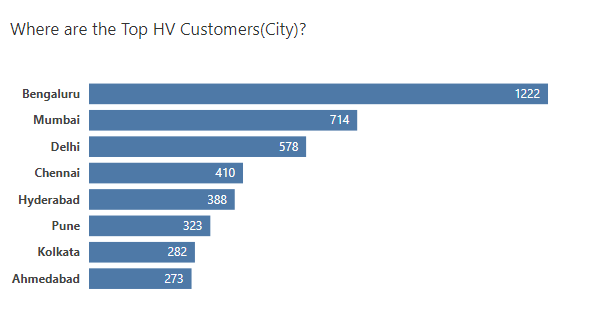 Where are the Top HV Customers(City)?
Bengaluru 1222
Mumbai 714
Delhi 578
Chennai 410
Hyderabad 388
Pune 323
Kolkata 282
Ahmedabad 273